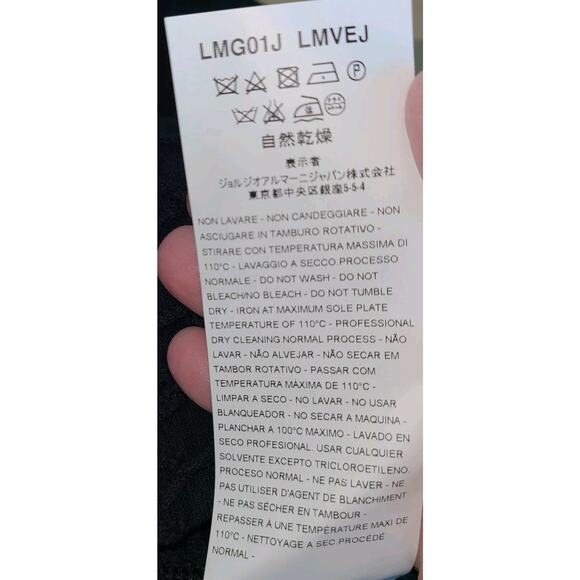 LMG01J LMVEJ
P
自然乾燥
表示者
ジョルジオアルマーニジャパン株式会社
東京都中央区銀座5-5-4
NON LAVARE - NON CANDEGGIARE - NON
ASCIUGARE IN TAMBURO ROTATIVO -
STIRARE CON TEMPERATURA MASSIMA DI
110°C - LAVAGGIO A SECCO.PROCESSO
NORMALE - DO NOT WASH - DO NOT
BLEACH/NO BLEACH - DO NOT TUMBLE
DRY - IRON AT MAXIMUM SOLE PLATE
TEMPERATURE OF 110°C - PROFESSIONAL
DRY CLEANING.NORMAL PROCESS - NÃO
LAVAR - NÃO ALVEJAR - NÃO SECAR EM
TAMBOR ROTATIVO - PASSAR COM
TEMPERATURA MÀXIMA DE 110°C -
LIMPAR A SECO - NO LAVAR - NO USAR
BLANQUEADOR - NO SECAR A MAQUINA -
PLANCHAR A 100°C MAXIMO - LAVADO EN
SECO PROFESIONAL. USAR CUALQUIER
SOLVENTE EXCEPTO TRICLOROETILENO.
PROCESO NORMAL - NE PAS LAVER - NE
PAS UTILISER D'AGENT DE BLANCHIMENT
- NE PAS SÉCHER EN TAMBOUR -
REPASSER À UNE TEMPÉRATURE MAXI DE
110°C - NETTOYAGE A SEC PROCÉDÉ
NORMAL -